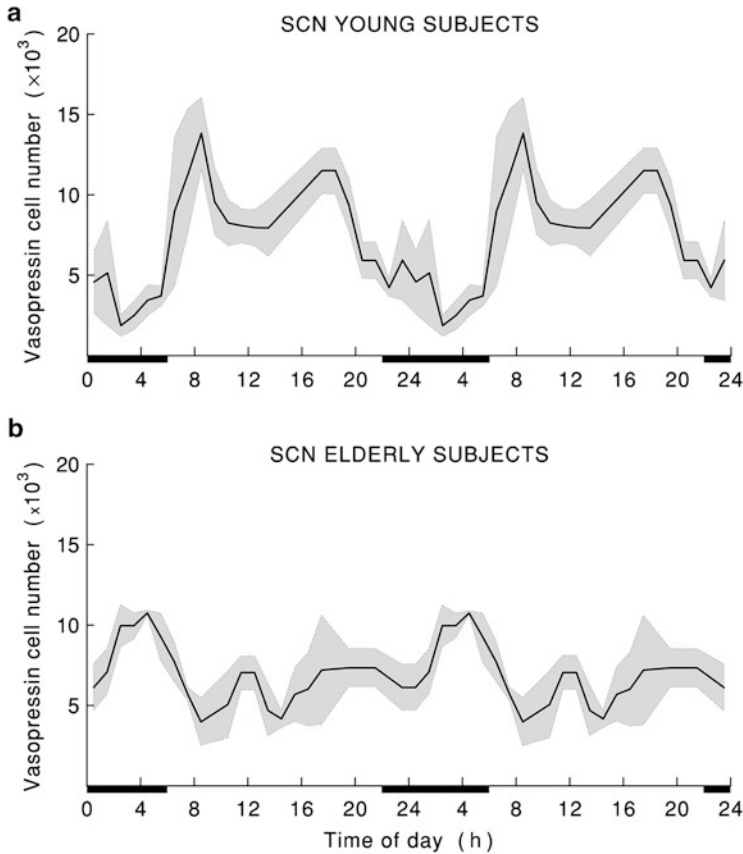 a
SCN YOUNG SUBJECTS
Vasopressin cell number (×10³)
20
15
10
5
0 4 8 12 16 20 24 4 8 12 16 20 24
b
SCN ELDERLY SUBJECTS
Vasopressin cell number (x10³)
20
15
10
5
0 4 8 12 16 20 24 4 8 12 16 20 24
Time of day (h)